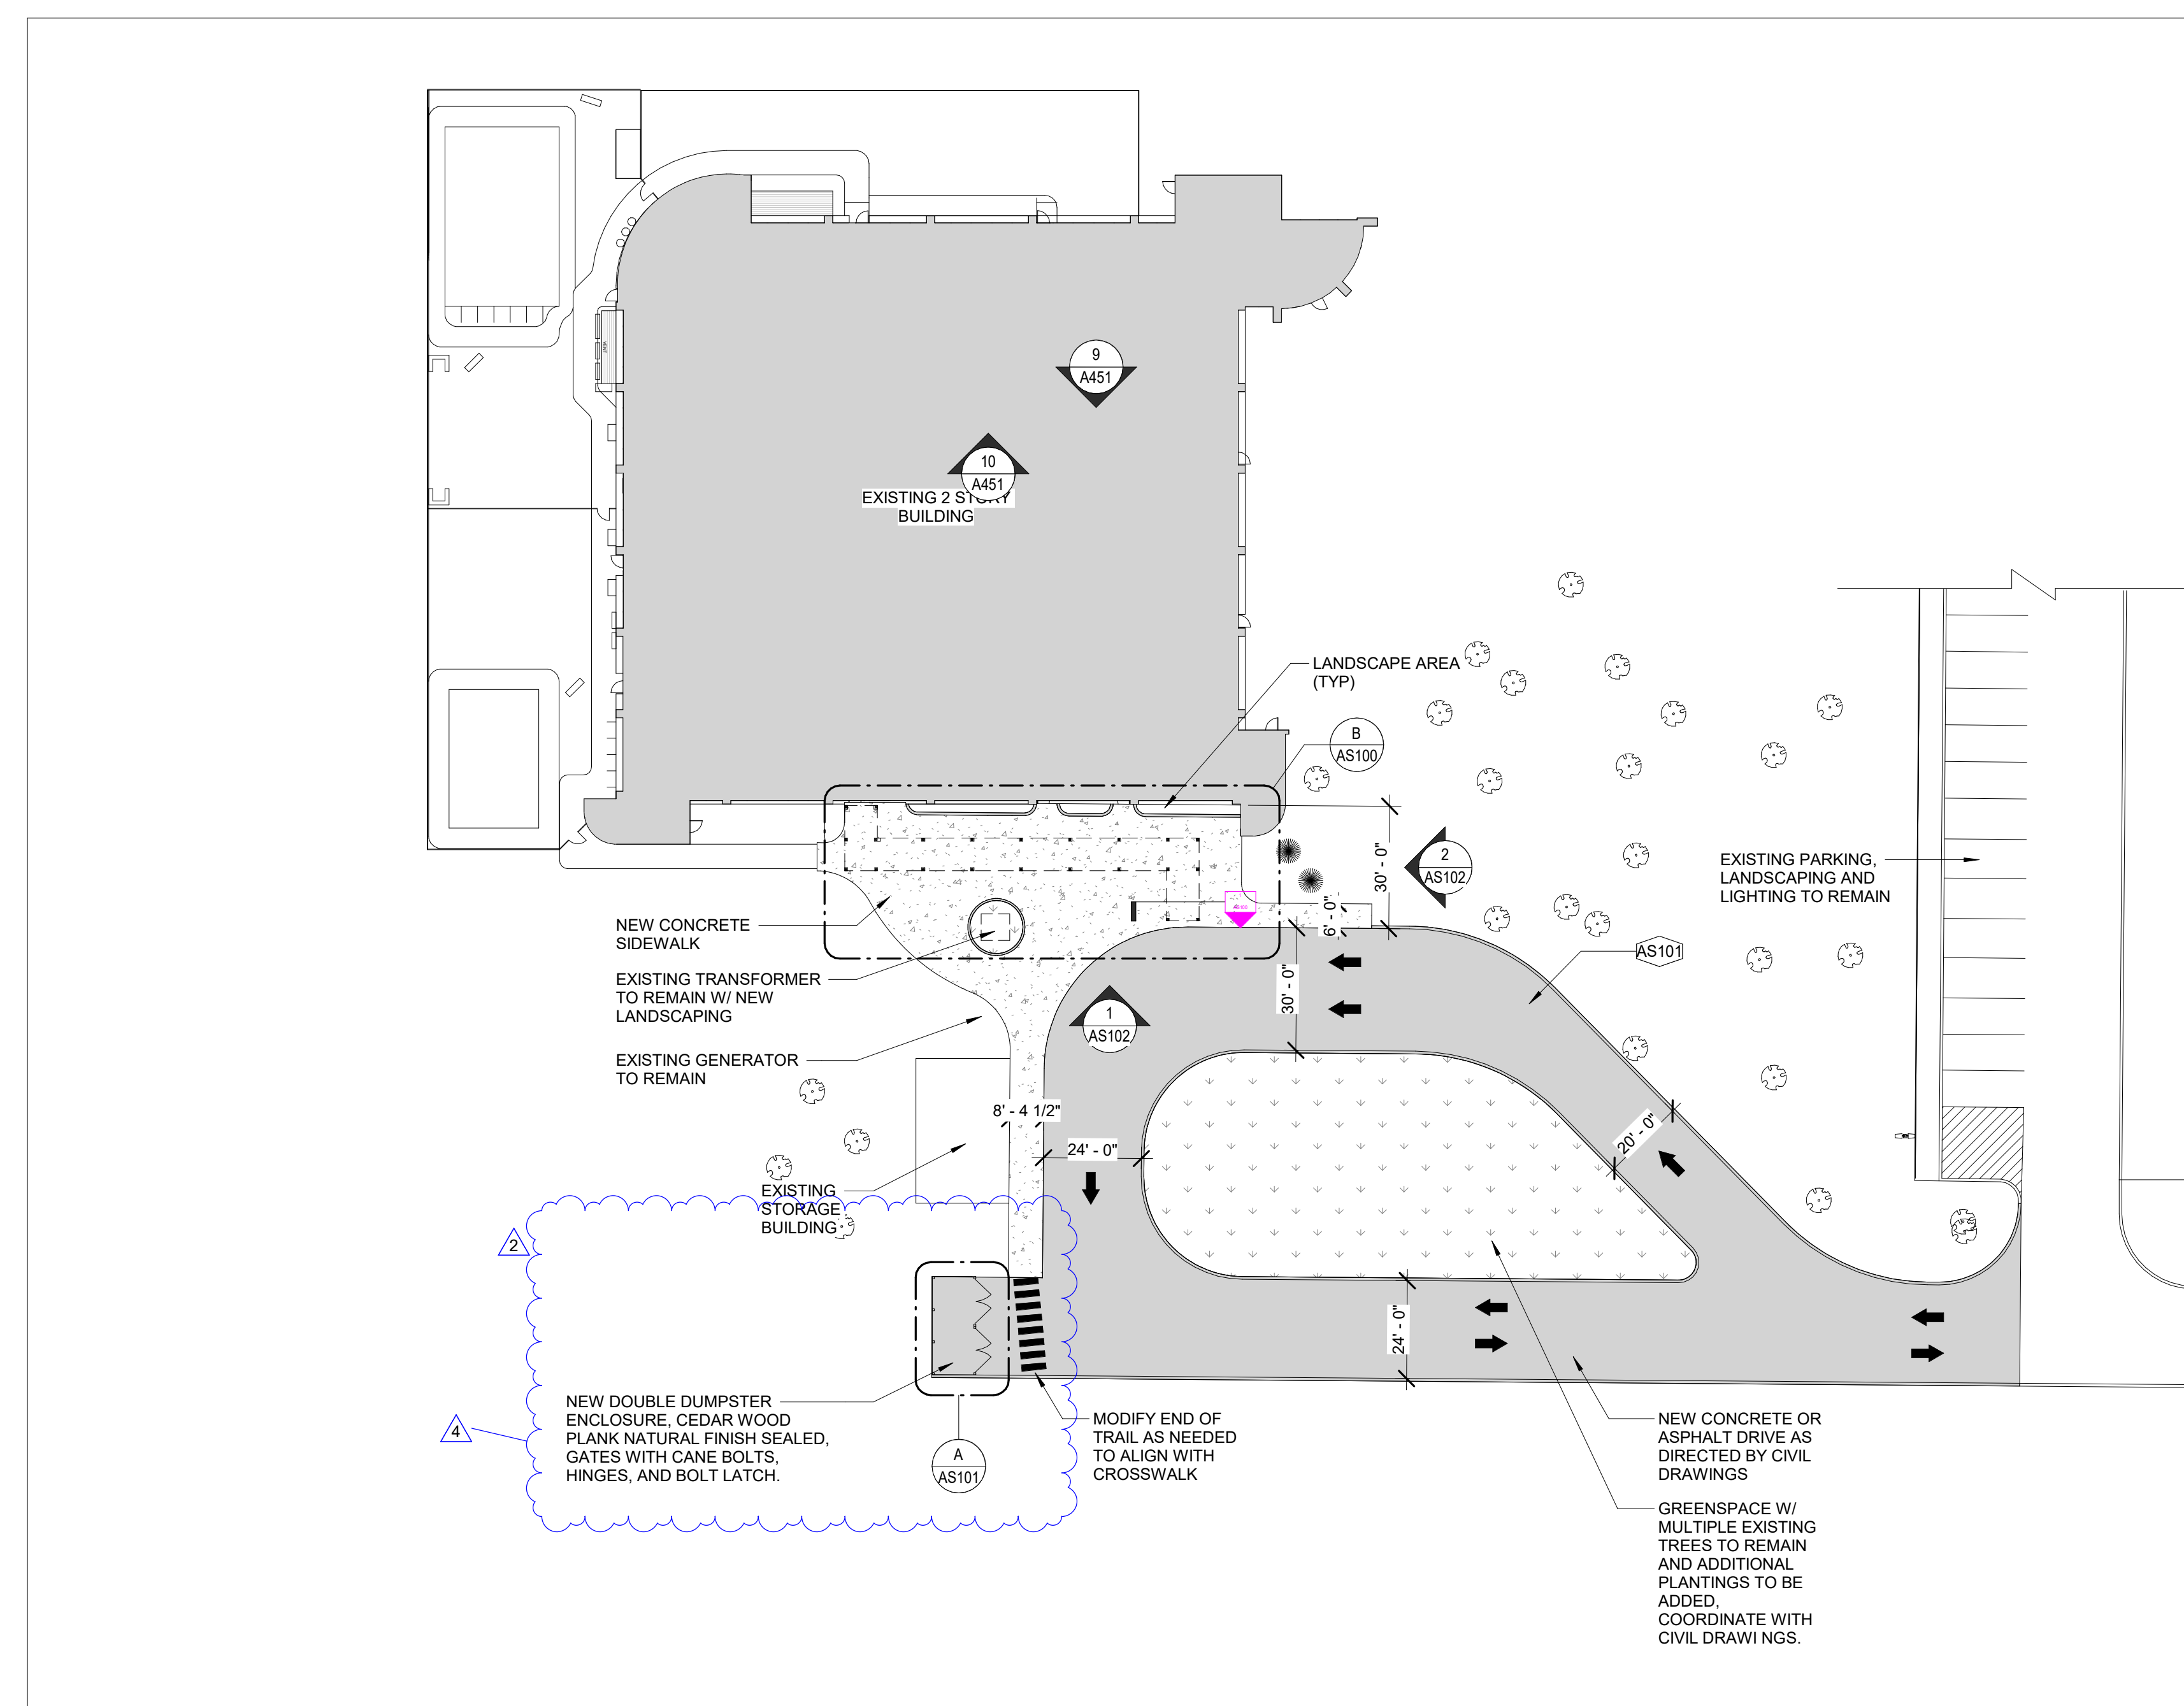 9
A451
10
A451
EXISTING 2 STORY
BUILDING
VENT
LANDSCAPE AREA
(TYP)
B
AS100
30' - 0"
2
AS102
EXISTING PARKING,
LANDSCAPING AND
LIGHTING TO REMAIN
NEW CONCRETE
SIDEWALK
6' - 0"
AS101
EXISTING TRANSFORMER
TO REMAIN W/ NEW
LANDSCAPING
30' - 0"
1
AS102
EXISTING GENERATOR
TO REMAIN
8' - 4 1/2"
24' - 0"
20' - 0"
EXISTING
STORAGE
BUILDING
2
24' - 0"
NEW DOUBLE DUMPSTER
ENCLOSURE, CEDAR WOOD
PLANK NATURAL FINISH SEALED,
GATES WITH CANE BOLTS,
HINGES, AND BOLT LATCH.
4
A
AS101
MODIFY END OF
TRAIL AS NEEDED
TO ALIGN WITH
CROSSWALK
NEW CONCRETE OR
ASPHALT DRIVE AS
DIRECTED BY CIVIL
DRAWINGS
GREENSPACE W/
MULTIPLE EXISTING
TREES TO REMAIN
AND ADDITIONAL
PLANTINGS TO BE
ADDED,
COORDINATE WITH
CIVIL DRAWI NGS.